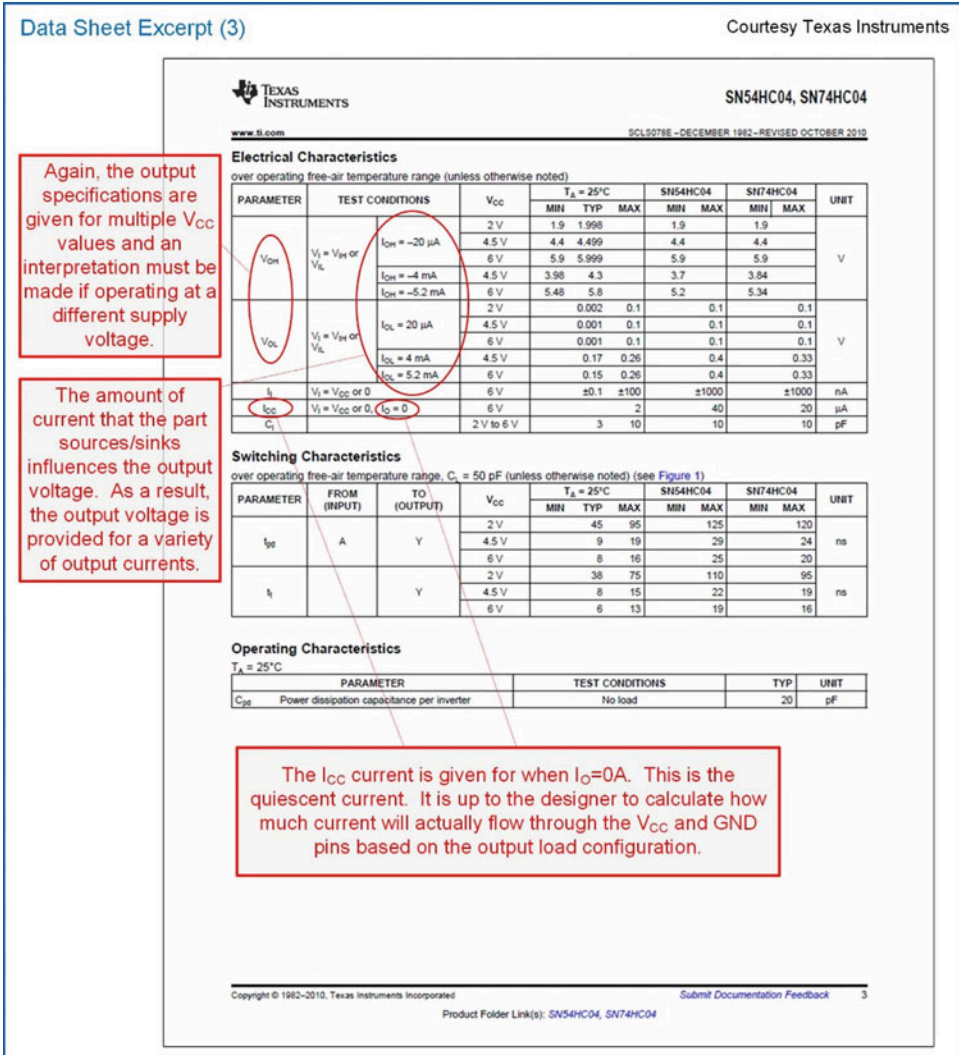 Data Sheet Excerpt (3)
Courtesy Texas Instruments
TEXAS
INSTRUMENTS
SN54HC04, SN74HC04
www.ti.com
SCLS078E –DECEMBER 1982–REVISED OCTOBER 2010
Again, the output
specifications are
given for multiple VCC
values and an
interpretation must be
made if operating at a
different supply
voltage.
The amount of
current that the part
sources/sinks
influences the output
voltage. As a result,
the output voltage is
provided for a variety
of output currents.
Electrical Characteristics
over operating free-air temperature range (unless otherwise noted)
PARAMETER TEST CONDITIONS VCC TA = 25°C SN54HC04 SN74HC04 UNIT
MIN TYP MAX MIN MAX MIN MAX
VOH VI = VIH or VIL IOH = –20 µA 2 V 1.9 1.998 1.9 1.9 V
4.5 V 4.4 4.499 4.4 4.4
6 V 5.9 5.999 5.9 5.9
IOH = –4 mA 4.5 V 3.98 4.3 3.7 3.84
IOH = –5.2 mA 6 V 5.48 5.8 5.2 5.34
VOL VI = VIH or VIL IOL = 20 µA 2 V 0.002 0.1 0.1 0.1 V
4.5 V 0.001 0.1 0.1 0.1
6 V 0.001 0.1 0.1 0.1
IOL = 4 mA 4.5 V 0.17 0.26 0.4 0.33
IOL = 5.2 mA 6 V 0.15 0.26 0.4 0.33
II VI = VCC or 0 6 V ±0.1 ±100 ±1000 ±1000 nA
ICC VI = VCC or 0, IO = 0 6 V 2 40 20 µA
Ci 2 V to 6 V 3 10 10 10 pF
Switching Characteristics
over operating free-air temperature range, CL = 50 pF (unless otherwise noted) (see Figure 1)
PARAMETER FROM (INPUT) TO (OUTPUT) VCC TA = 25°C SN54HC04 SN74HC04 UNIT
MIN TYP MAX MIN MAX MIN MAX
tpd A Y 2 V 45 95 125 120 ns
4.5 V 9 19 29 24
6 V 8 16 25 20
tt Y 2 V 38 75 110 95 ns
4.5 V 8 15 22 19
6 V 6 13 19 16
Operating Characteristics
TA = 25°C
PARAMETER TEST CONDITIONS TYP UNIT
Cpd Power dissipation capacitance per inverter No load 20 pF
The ICC current is given for when IO=0A. This is the
quiescent current. It is up to the designer to calculate how
much current will actually flow through the VCC and GND
pins based on the output load configuration.
Copyright © 1982–2010, Texas Instruments Incorporated
Submit Documentation Feedback 3
Product Folder Link(s): SN54HC04, SN74HC04